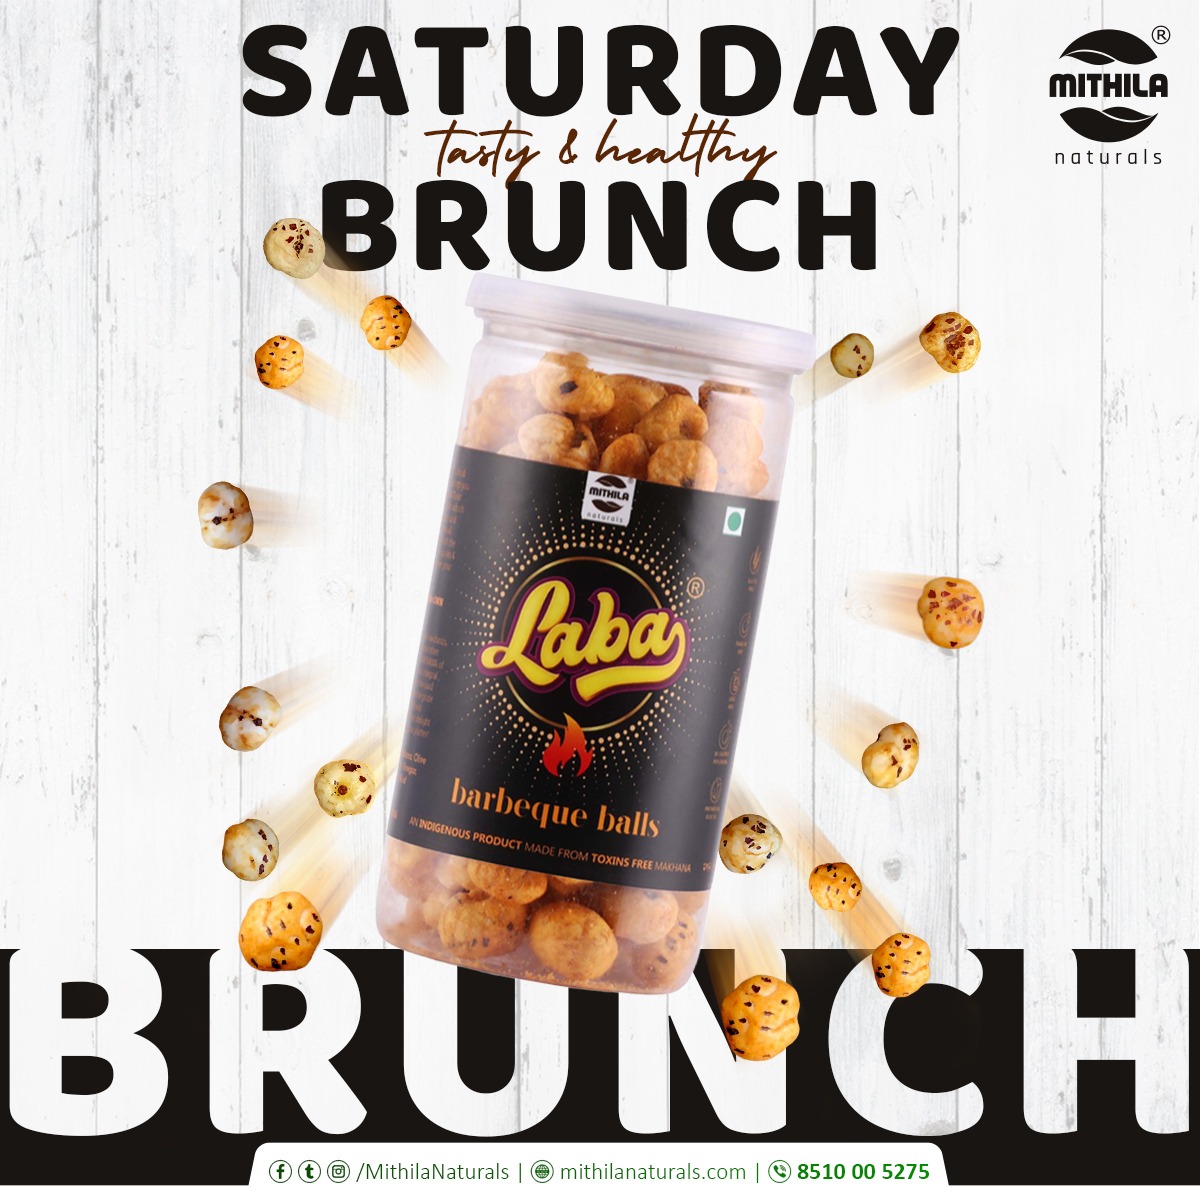 SATURDAY
tasty & healthy
BRUNCH
MITHILA®
naturals
MITHILA
naturals
Laba®
barbeque balls
AN INDIGENOUS PRODUCT MADE FROM TOXINS FREE MAKHANA
BRUNCH
/MithilaNaturals | mithilanaturals.com | 8510 00 5275